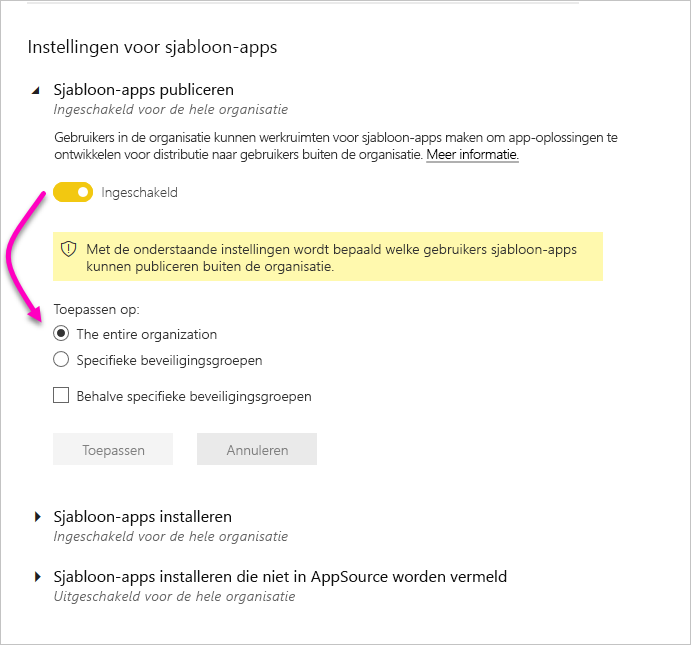 Instellingen voor sjabloon-apps
Sjabloon-apps publiceren
Ingeschakeld voor de hele organisatie
Gebruikers in de organisatie kunnen werkruimten voor sjabloon-apps maken om app-oplossingen te
ontwikkelen voor distributie naar gebruikers buiten de organisatie. Meer informatie.
Ingeschakeld
Met de onderstaande instellingen wordt bepaald welke gebruikers sjabloon-apps
kunnen publiceren buiten de organisatie.
Toepassen op:
The entire organization
Specifieke beveiligingsgroepen
Behalve specifieke beveiligingsgroepen
Toepassen
Annuleren
Sjabloon-apps installeren
Ingeschakeld voor de hele organisatie
Sjabloon-apps installeren die niet in AppSource worden vermeld
Uitgeschakeld voor de hele organisatie